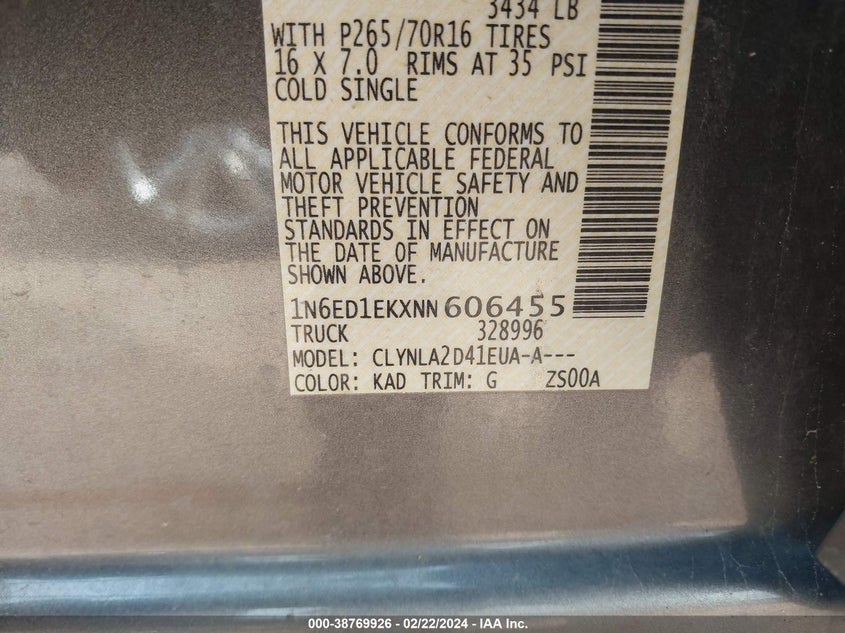 3434 LB
WITH P265/70R16 TIRES
16 X 7.0 RIMS AT 35 PSI
COLD SINGLE
THIS VEHICLE CONFORMS TO
ALL APPLICABLE FEDERAL
MOTOR VEHICLE SAFETY AND
THEFT PREVENTION
STANDARDS IN EFFECT ON
THE DATE OF MANUFACTURE
SHOWN ABOVE.
1N6ED1EKXNN606455
TRUCK 328996
MODEL: CLYNLA2D41EUA-A---
COLOR: KAD TRIM: G ZS00A
000-38769926 - 02/22/2024 - IAA Inc.